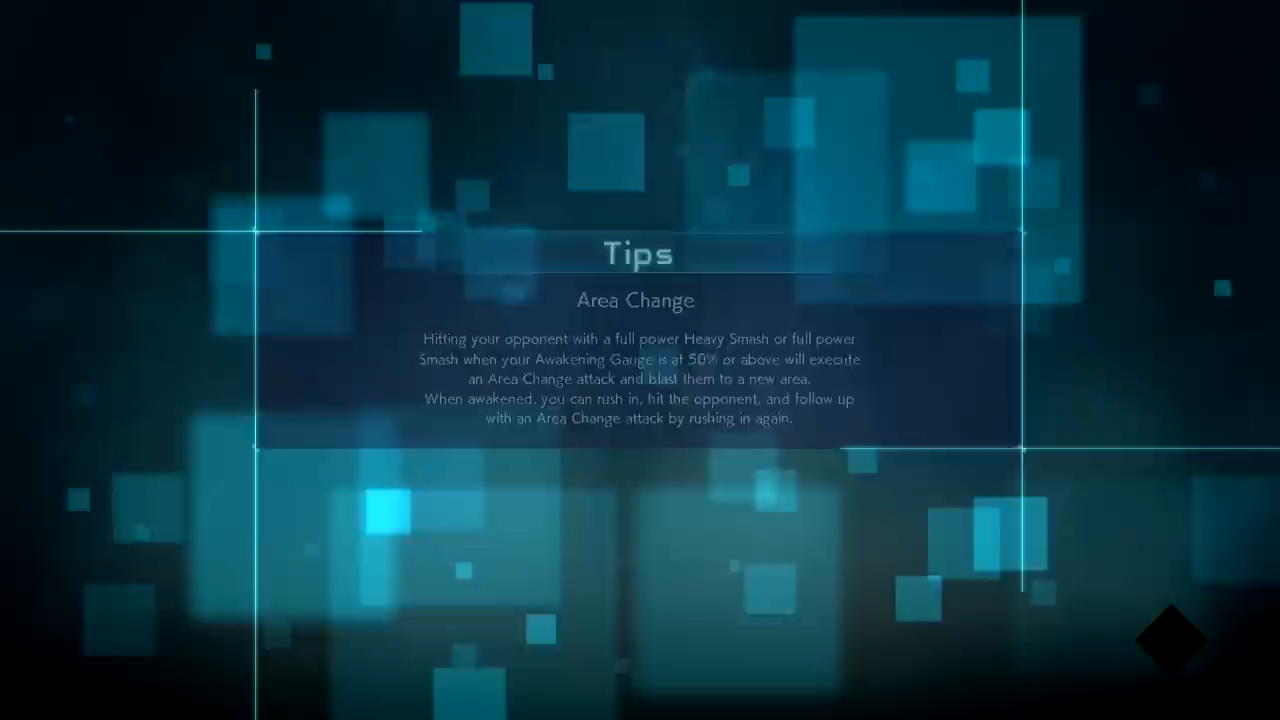 Tips
Area Change
Hitting your opponent with a full power Heavy Smash or full power
Smash when your Awakening Gauge is at 50% or above will execute
an Area Change attack and blast them to a new area.
When awakened, you can rush in, hit the opponent, and follow up
with an Area Change attack by rushing in again.